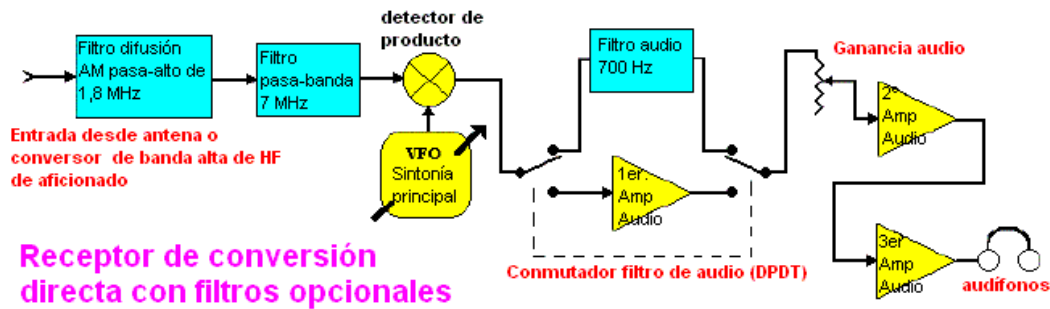 detector de
producto
Filtro difusión
AM pasa-alto de
1,8 MHz
Filtro
pasa-banda
7 MHz
Filtro audio
700 Hz
Ganancia audio
2º
Amp
Audio
Entrada desde antena o
conversor de banda alta de HF
de aficionado
VFO
Sintonía
principal
1er.
Amp
Audio
Receptor de conversión
directa con filtros opcionales
Conmutador filtro de audio (DPDT)
3er
Amp
Audio
audífonos